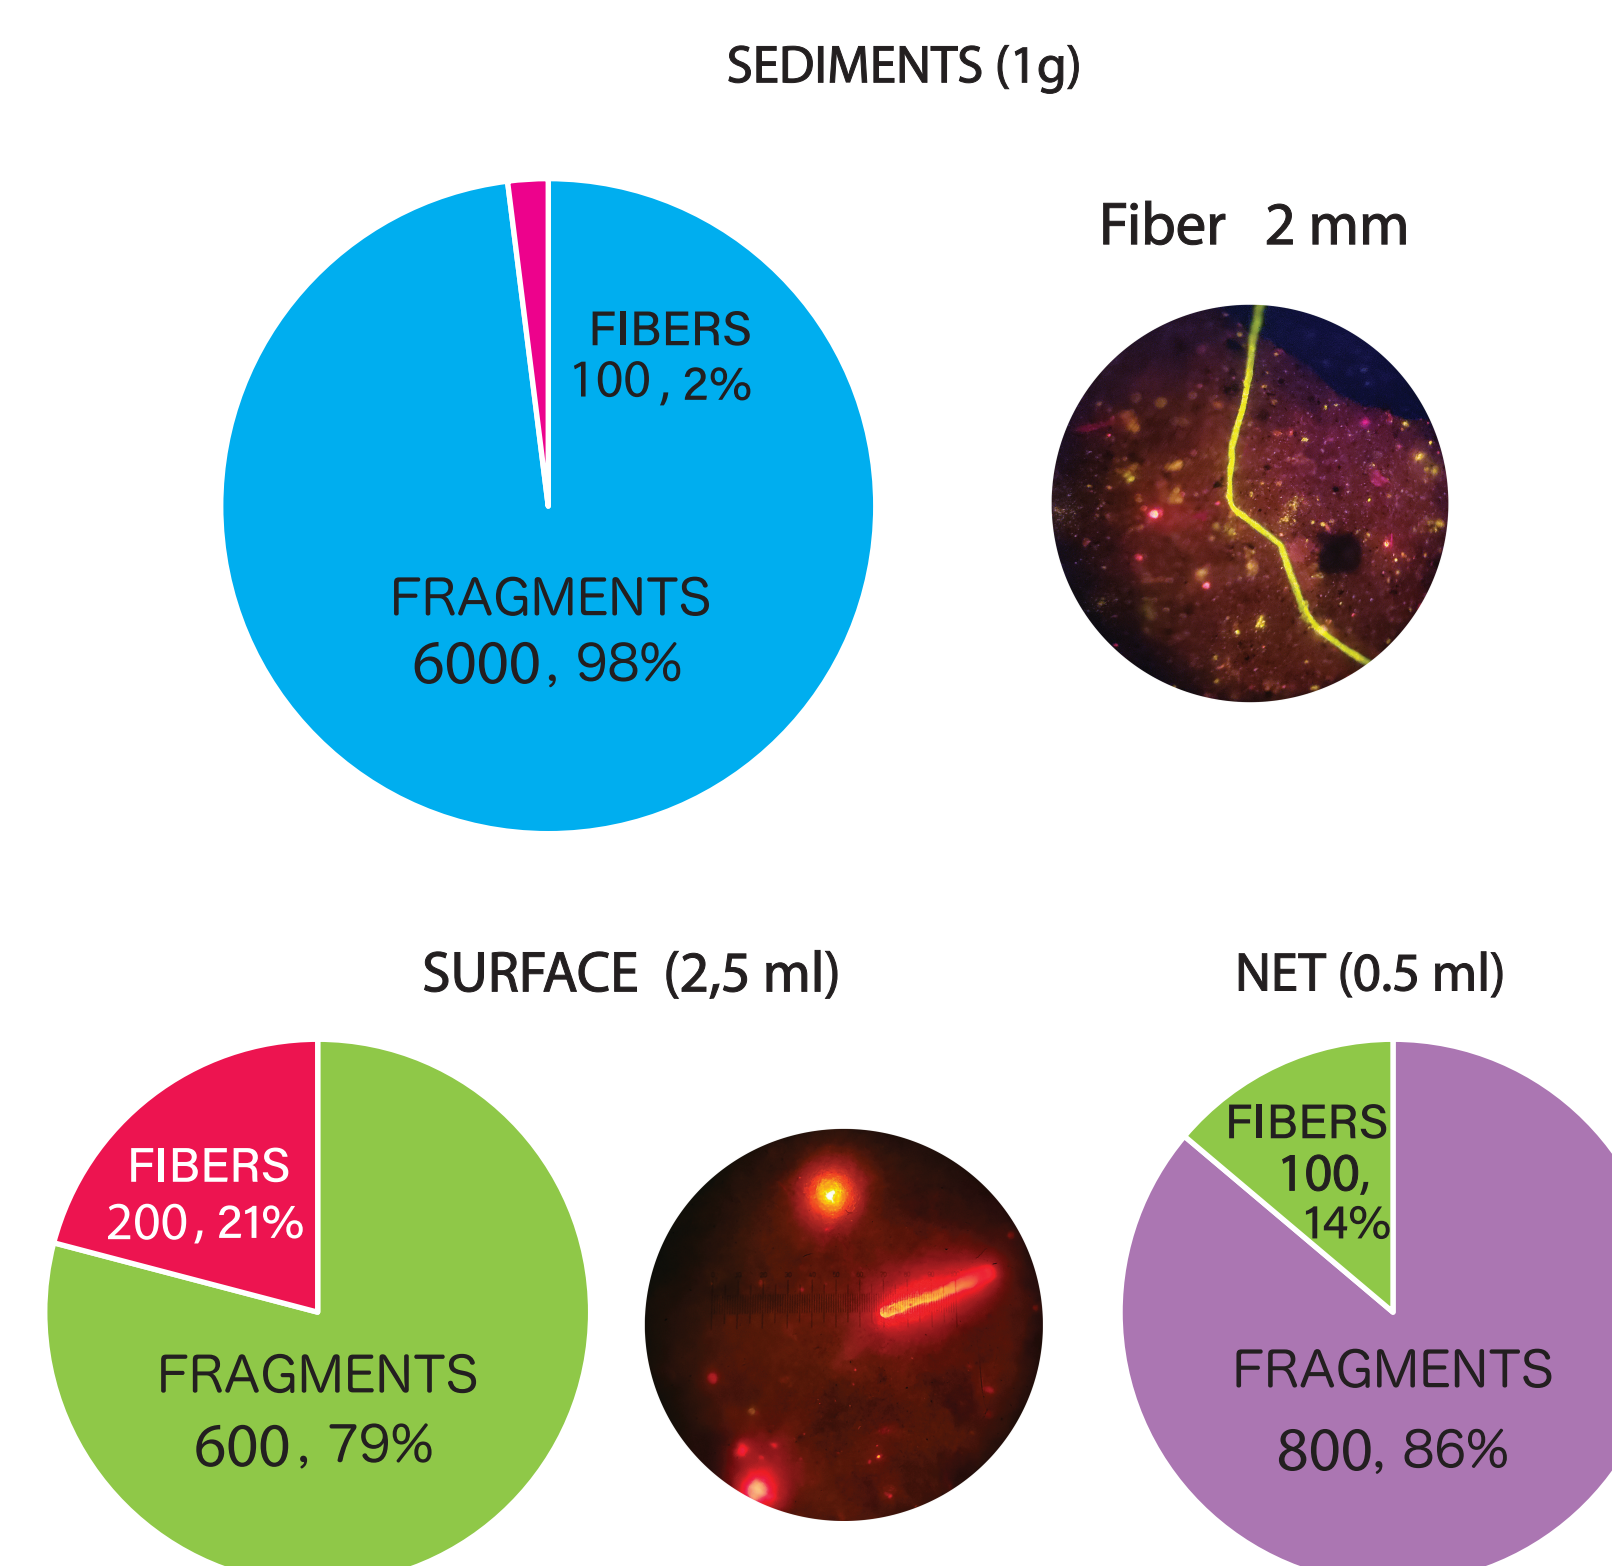 SEDIMENTS (1g)
Fiber 2 mm
FIBERS
100, 2%
FRAGMENTS
6000, 98%
SURFACE (2,5 ml)
NET (0.5 ml)
FIBERS
200, 21%
FRAGMENTS
600, 79%
FIBERS
100,
14%
FRAGMENTS
800, 86%